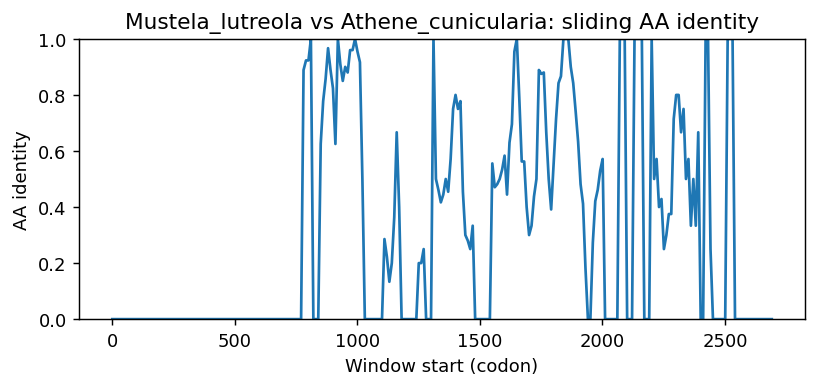 Mustela_lutreola vs Athene_cunicularia: sliding AA identity
1.0
0.8
0.6
0.4
0.2
0.0
AA identity
0 500 1000 1500 2000 2500
Window start (codon)